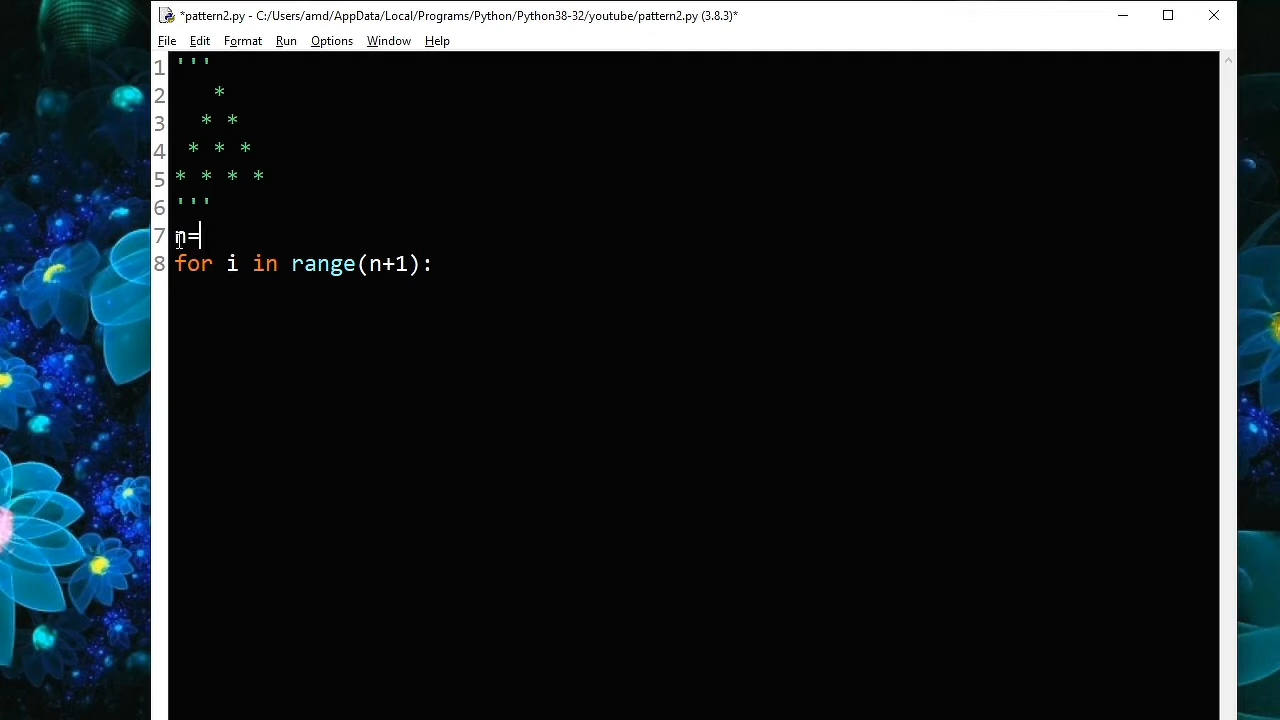 *pattern2.py - C:/Users/amd/AppData/Local/Programs/Python/Python38-32/youtube/pattern2.py (3.8.3)*
File Edit Format Run Options Window Help
1 '''
2    *
3   * *
4  * * *
5 * * * *
6 '''
7 n=
8 for i in range(n+1):